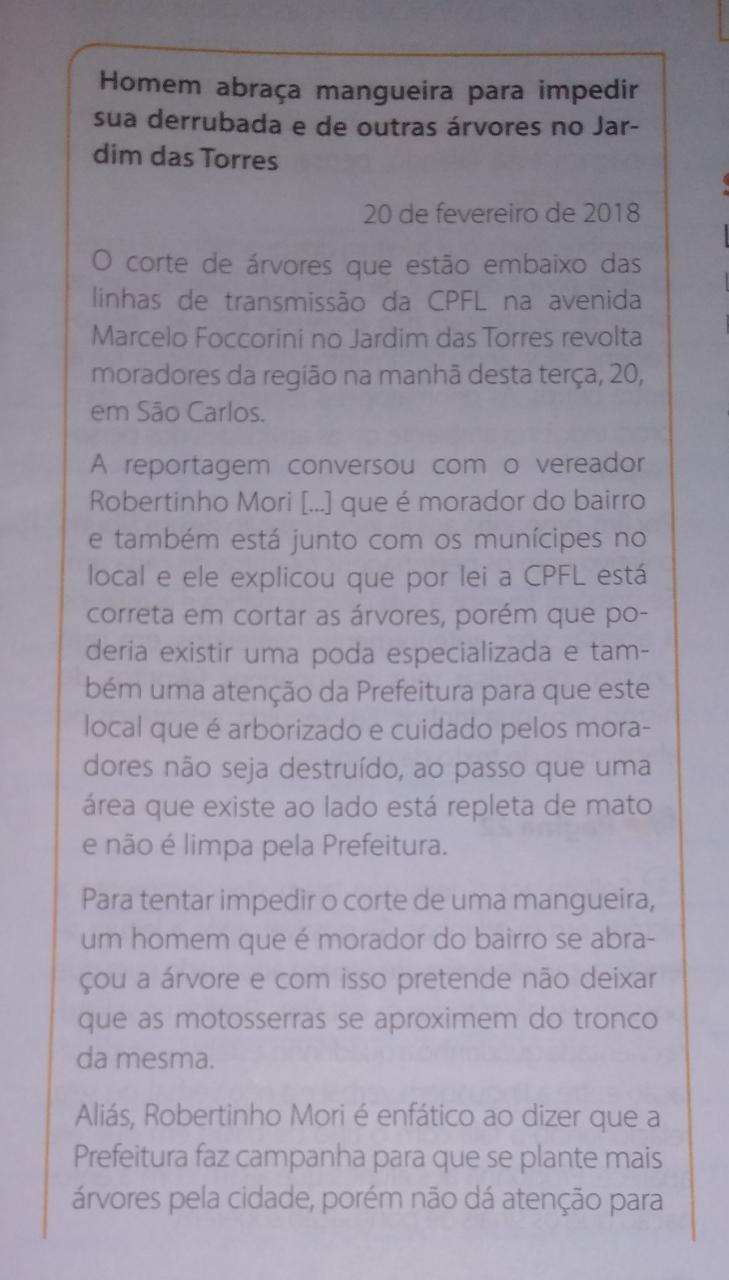 Homem abraça mangueira para impedir
sua derrubada e de outras árvores no Jar-
dim das Torres
20 de fevereiro de 2018
O corte de árvores que estão embaixo das
linhas de transmissão da CPFL na avenida
Marcelo Foccorini no Jardim das Torres revolta
moradores da região na manhã desta terça, 20,
em São Carlos.
A reportagem conversou com o vereador
Robertinho Mori [...] que é morador do bairro
e também está junto com os munícipes no
local e ele explicou que por lei a CPFL está
correta em cortar as árvores, porém que po-
deria existir uma poda especializada e tam-
bém uma atenção da Prefeitura para que este
local que é arborizado e cuidado pelos mora-
dores não seja destruído, ao passo que uma
área que existe ao lado está repleta de mato
e não é limpa pela Prefeitura.
Para tentar impedir o corte de uma mangueira,
um homem que é morador do bairro se abra-
çou a árvore e com isso pretende não deixar
que as motosserras se aproximem do tronco
da mesma.
Aliás, Robertinho Mori é enfático ao dizer que a
Prefeitura faz campanha para que se plante mais
árvores pela cidade, porém não dá atenção para